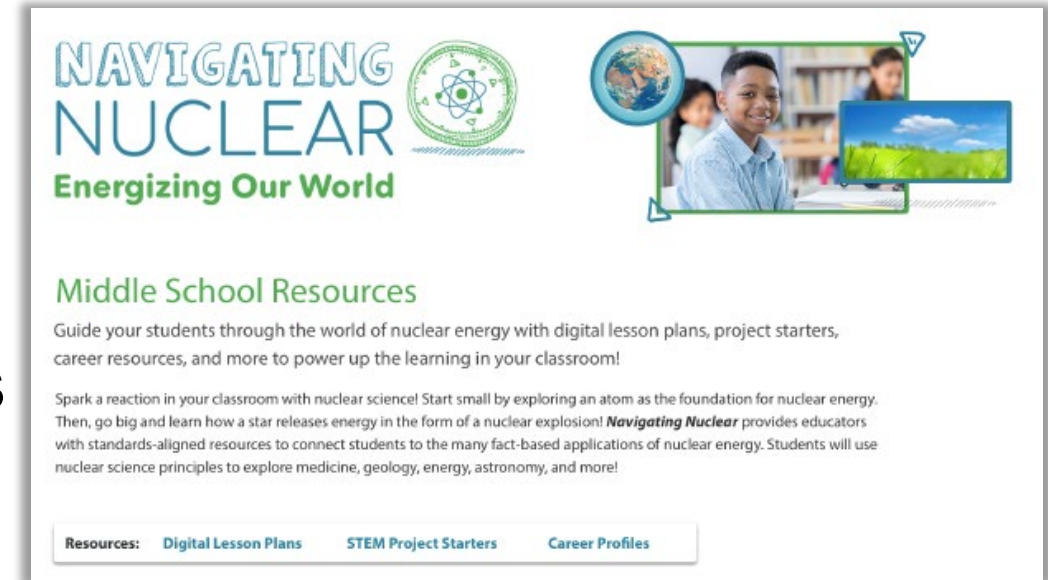 NAVIGATING
NUCLEAR
Energizing Our World
Middle School Resources
Guide your students through the world of nuclear energy with digital lesson plans, project starters,
career resources, and more to power up the learning in your classroom!
Spark a reaction in your classroom with nuclear science! Start small by exploring an atom as the foundation for nuclear energy.
Then, go big and learn how a star releases energy in the form of a nuclear explosion! Navigating Nuclear provides educators
with standards-aligned resources to connect students to the many fact-based applications of nuclear energy. Students will use
nuclear science principles to explore medicine, geology, energy, astronomy, and more!
Resources: Digital Lesson Plans STEM Project Starters Career Profiles